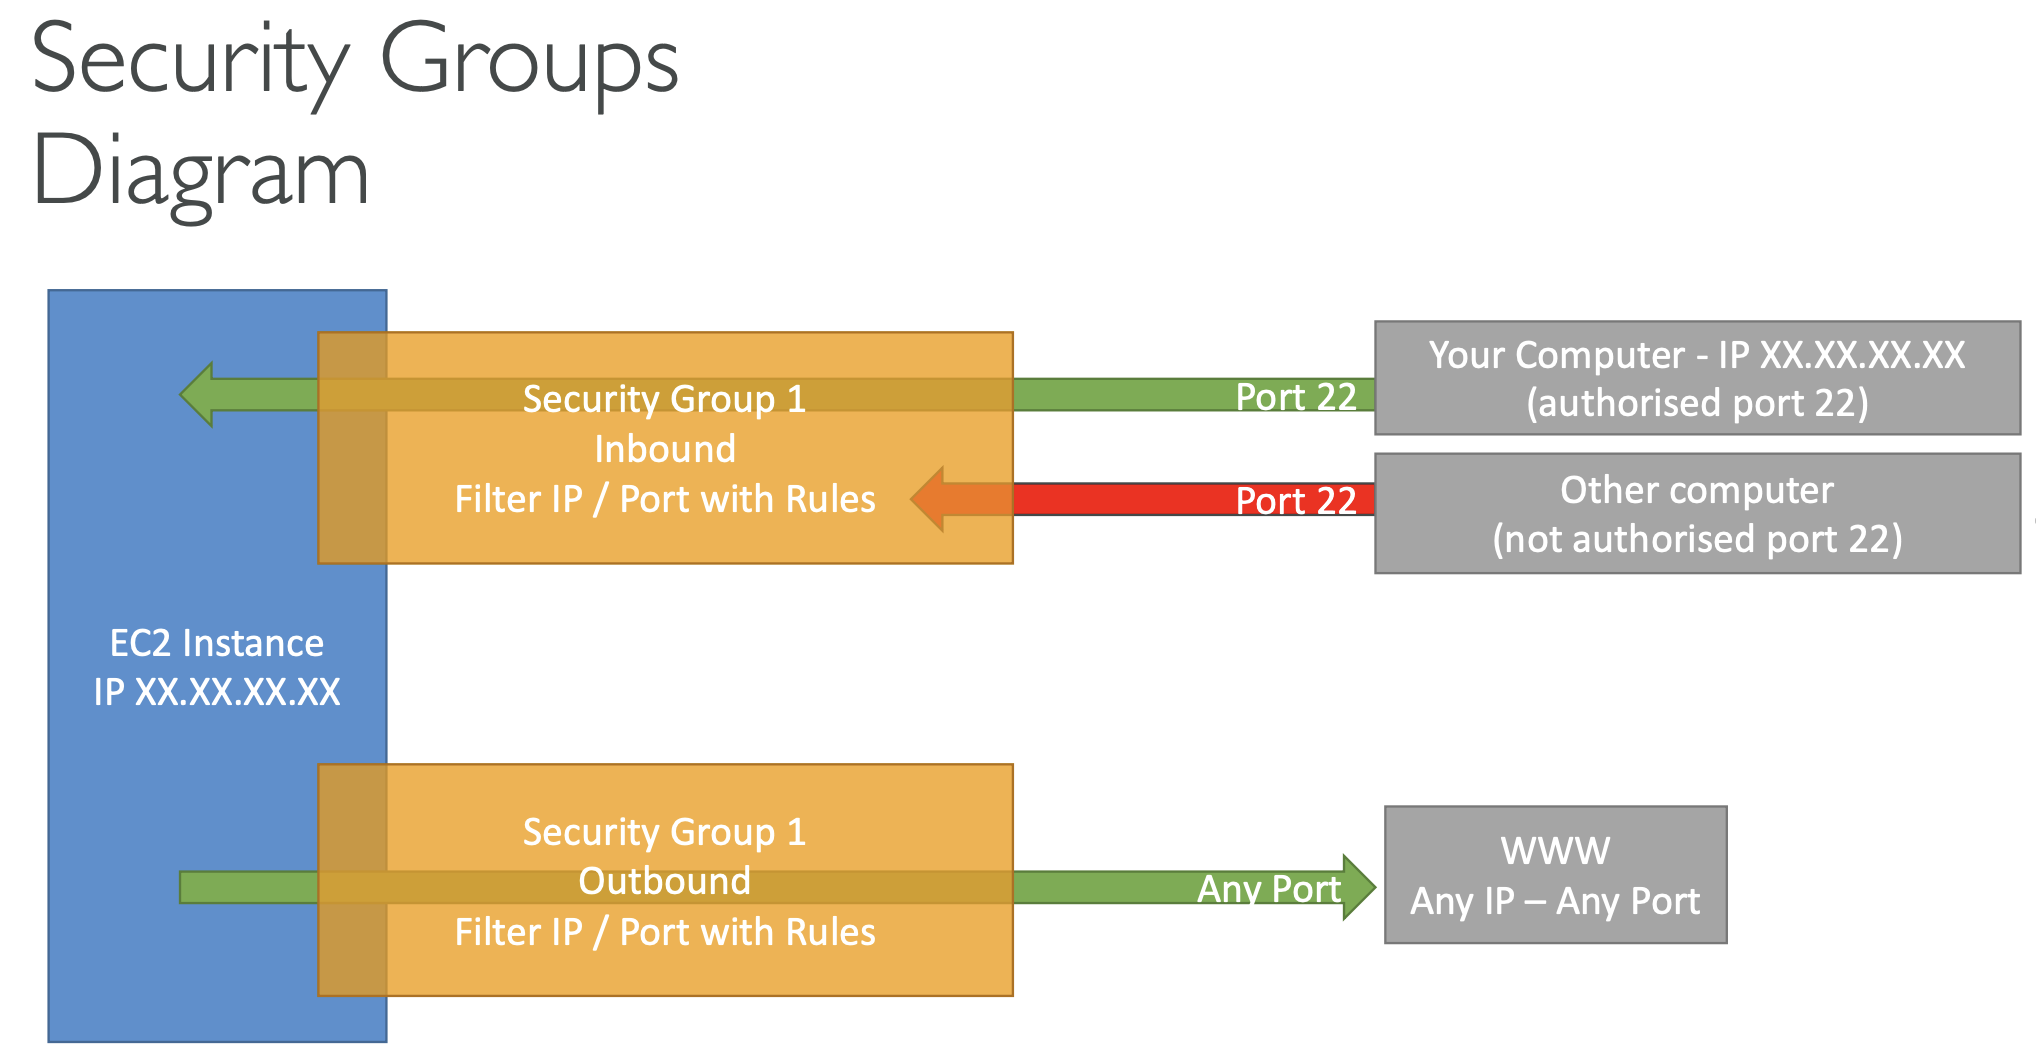 Security Groups
Diagram
Security Group 1
Inbound
Filter IP / Port with Rules
Port 22
Your Computer - IP XX.XX.XX.XX
(authorised port 22)
Port 22
Other computer
(not authorised port 22)
EC2 Instance
IP XX.XX.XX.XX
Security Group 1
Outbound
Filter IP / Port with Rules
Any Port
WWW
Any IP – Any Port